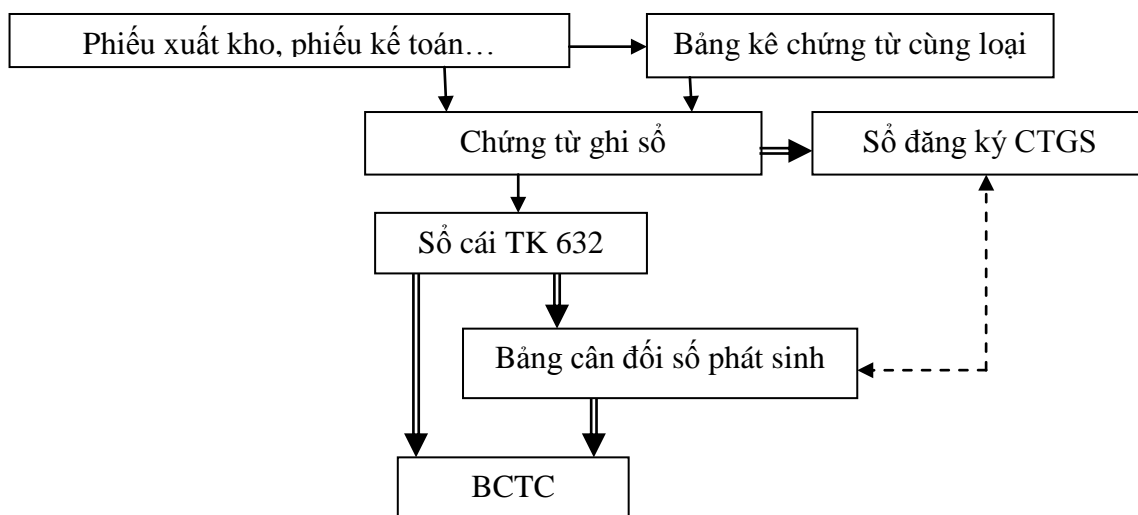 Phiếu xuất kho, phiếu kế toán…
Bảng kê chứng từ cùng loại
Chứng từ ghi sổ
Sổ đăng ký CTGS
Sổ cái TK 632
Bảng cân đối số phát sinh
BCTC